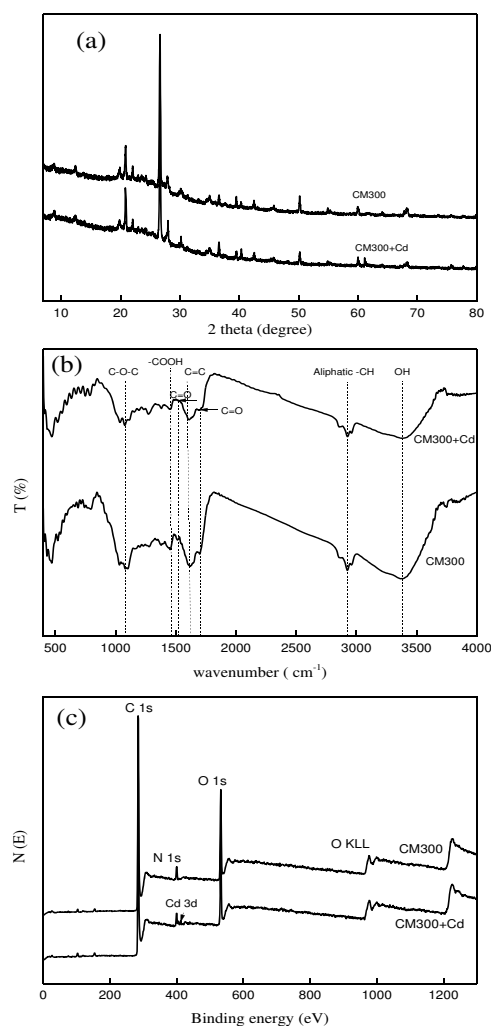 (a)
CM300
CM300+Cd
10 20 30 40 50 60 70 80
2 theta (degree)
(b)
C-O-C
-COOH
C=C
C=O
C=O
Aliphatic -CH
OH
CM300+Cd
CM300
T (%)
500 1000 1500 2000 2500 3000 3500 4000
wavenumber ( cm-1)
(c)
C 1s
O 1s
N 1s
Cd 3d
O KLL
CM300
CM300+Cd
N (E)
0 200 400 600 800 1000 1200
Binding energy (eV)